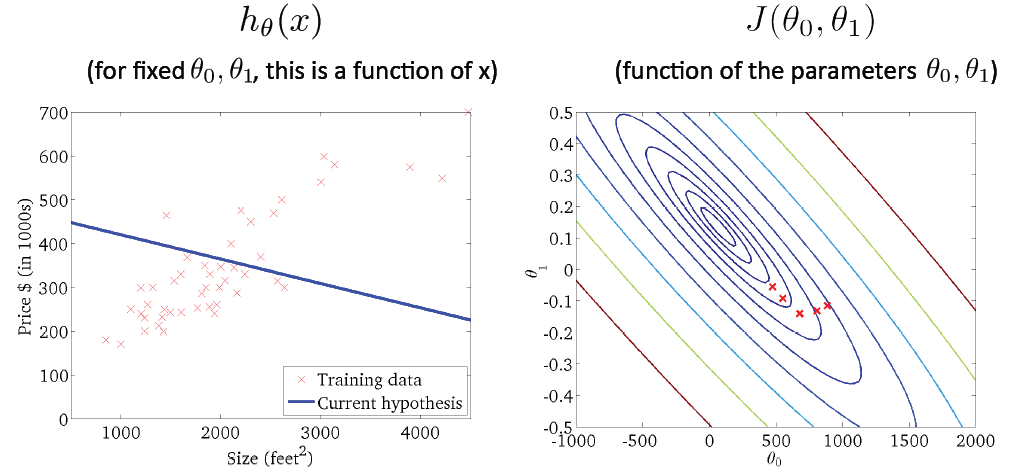 hθ(x)
(for fixed θ0, θ1, this is a function of x)
700
600
500
400
300
200
100
0
Price $ (in 1000s)
1000 2000 3000 4000
Size (feet²)
Training data
Current hypothesis
J(θ0, θ1)
(function of the parameters θ0, θ1)
0.5
0.4
0.3
0.2
0.1
0
-0.1
-0.2
-0.3
-0.4
-0.5
θ1
-1000 -500 0 500 1000 1500 2000
θ0